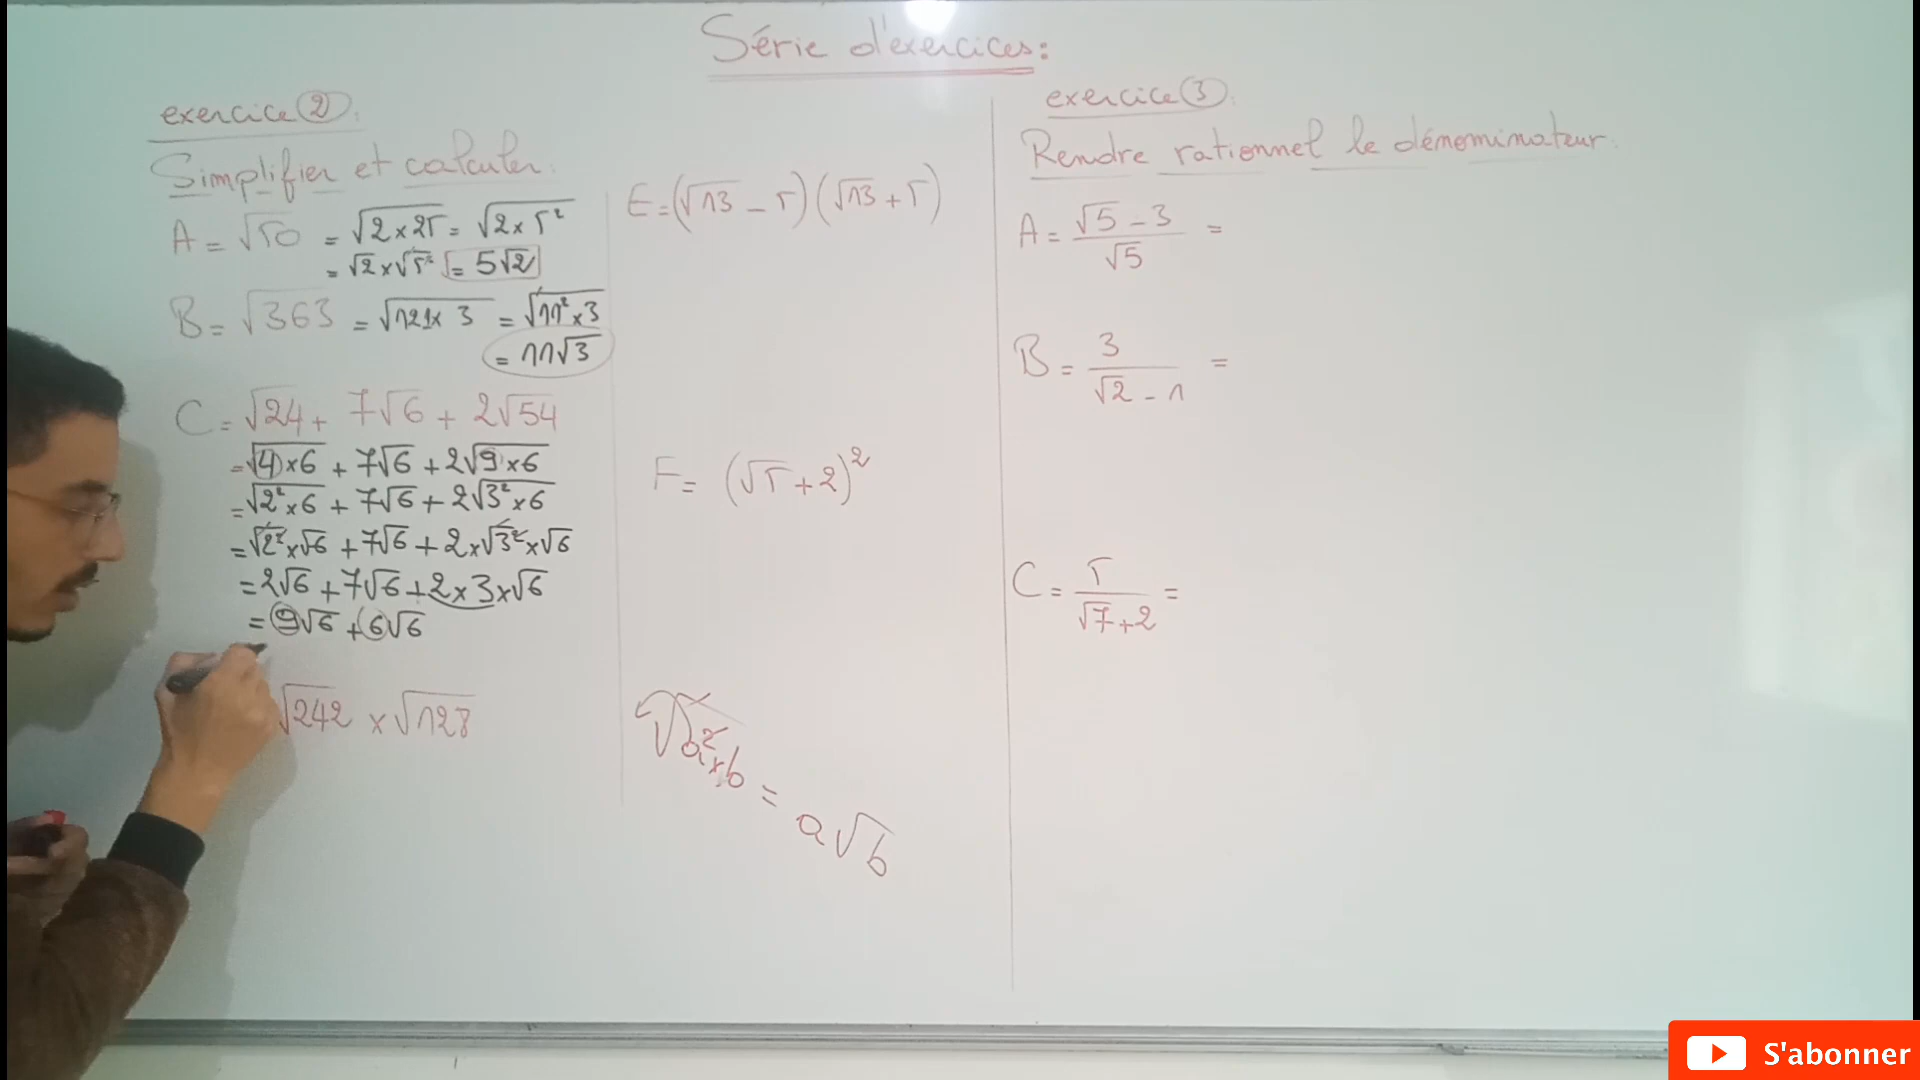 Série d'exercices:
exercice ②:
Simplifier et calculer:
A = √50 = √2×25 = √2×5²
= √2 × √5² = 5√2
B = √363 = √121×3 = √11²×3
= 11√3
C = √24 + 7√6 + 2√54
= √4×6 + 7√6 + 2√9×6
= √2²×6 + 7√6 + 2√3²×6
= √2²×√6 + 7√6 + 2×√3²×√6
= 2√6 + 7√6 + 2×3×√6
= 9√6 + 6√6
√242 × √128
E = (√13 - 5)(√13 + 5)
F = (√5 + 2)²
√a²×b = a√b
exercice ③:
Rendre rationnel le dénominateur:
A = (√5 - 3)/√5 =
B = 3/(√2 - 1) =
C = 5/(√7 + 2) =
S'abonner